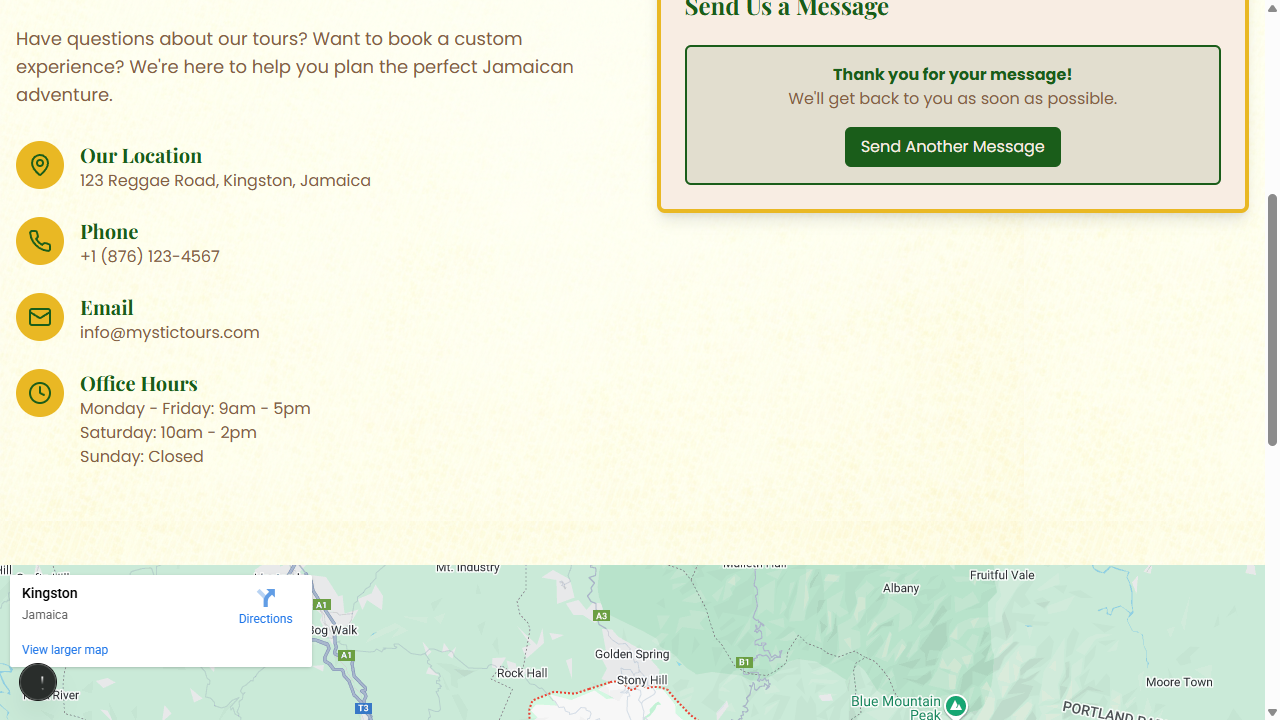 Have questions about our tours? Want to book a custom
experience? We're here to help you plan the perfect Jamaican
adventure.
Our Location
123 Reggae Road, Kingston, Jamaica
Phone
+1 (876) 123-4567
Email
info@mystictours.com
Office Hours
Monday - Friday: 9am - 5pm
Saturday: 10am - 2pm
Sunday: Closed
Send Us a Message
Thank you for your message!
We'll get back to you as soon as possible.
Send Another Message
Kingston
Jamaica
Directions
View larger map
Mt. Industry
Fruitful Vale
Albany
A1
A3
Bog Walk
A1
Golden Spring
B1
Rock Hall
Stony Hill
Moore Town
River
T3
Blue Mountain
Peak
PORTLAND